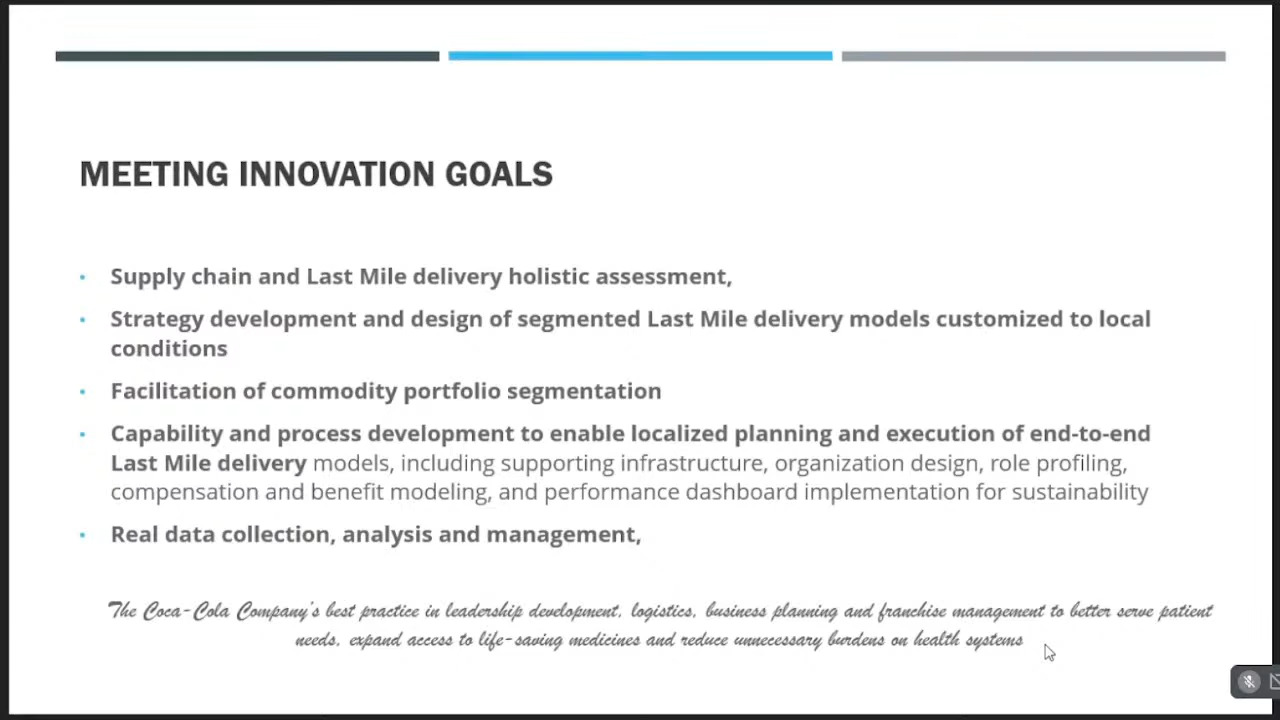 MEETING INNOVATION GOALS
• Supply chain and Last Mile delivery holistic assessment,
• Strategy development and design of segmented Last Mile delivery models customized to local
conditions
• Facilitation of commodity portfolio segmentation
• Capability and process development to enable localized planning and execution of end-to-end
Last Mile delivery models, including supporting infrastructure, organization design, role profiling,
compensation and benefit modeling, and performance dashboard implementation for sustainability
• Real data collection, analysis and management,
The Coca-Cola Company's best practice in leadership development, logistics, business planning and franchise management to better serve patient
needs, expand access to life-saving medicines and reduce unnecessary burdens on health systems